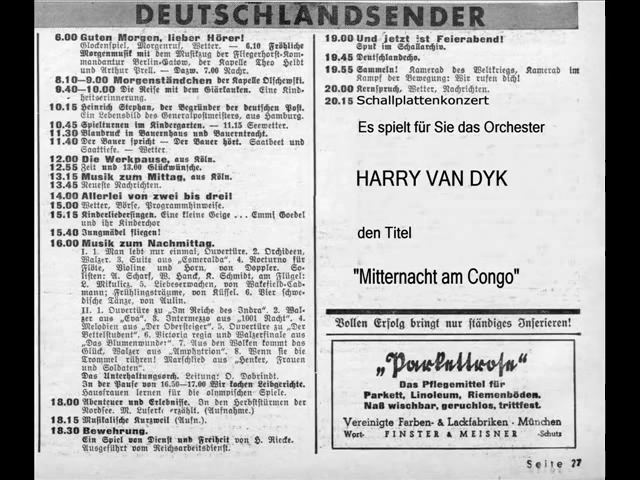 DEUTSCHLANDSENDER
6.00 Guten Morgen, lieber Hörer!
Glockenspiel, Morgenruf, Wetter. — 6.10 Fröhliche
Morgenmusik mit dem Musikzug der Fliegerhorst-Kom-
mandantur Berlin-Gatow, der Kapelle Theo Heldt
und Arthur Prell. — Dazw. 7.00 Nachr.
8.10—9.00 Morgenständchen der Kapelle Olschewski.
9.40—10.00 Die Reise mit dem Gärkasten. Eine Kind-
heitserinnerung.
10.15 Heinrich Stephan, der Begründer der deutschen Post.
Ein Lebensbild des Generalpostmeisters, aus Hamburg.
10.45 Spielturnen im Kindergarten. — 11.15 Seewetter.
11.30 Blaudruck in Bauernhaus und Bauerntracht.
11.40 Der Bauer spricht — Der Bauer hört. Saatbeet und
Saattiefe. — Wetter.
12.00 Die Werkpause, aus Köln.
12.55 Zeit und 13.00 Glückwünsche.
13.15 Musik zum Mittag, aus Köln.
13.45 Neueste Nachrichten.
14.00 Allerlei von zwei bis drei!
15.00 Wetter, Börse, Programmhinweise.
15.15 Kinderliedersingen. Eine kleine Geige ... Emmi Goedel
und ihr Kinderchor
15.40 Jungmädel fliegen!
16.00 Musik zum Nachmittag.
I. 1. Man lebt nur einmal, Ouvertüre. 2. Orchideen,
Walzer. 3. Suite aus „Esmeralda“. 4. Nocturno für
Flöte, Violine und Horn, von Doppler. So-
listen: A. Scharf, W. Hanck, K. Schmidt, am Flügel:
L. Mikulicz. 5. Liebeserwachen, von Wakefield-Cad-
mann; Frühlingsträume, von Küssel. 6. Vier schwe-
dische Tänze, von Aulin.
II. 1. Ouvertüre zu „Im Reiche des Indra“. 2. Wal-
zer aus „Eva“. 3. Intermezzo aus „1001 Nacht“. 4.
Melodien aus „Der Obersteiger“. 5. Ouvertüre zu „Der
Bettelstudent“. 6. Victoria regia und Walzerfinale aus
„Das Blumenwunder“. 7. Aus den Wolken kommt das
Glück, Walzer aus „Amphytrion“. 8. Wenn sie die
Trommel rühren! Marschlied aus „Henker, Frauen
und Soldaten“.
Das Unterhaltungsorch. Leitung: O. Dobrindt.
In der Pause von 16.50—17.00 Wir kochen Leibgerichte.
Hausfrauen lernen für die olympischen Spiele.
18.00 Abenteuer und Erlebnisse. In den Herbststürmen der
Nordsee. M. Luserke erzählt. (Aufnahme.)
18.15 Musikalische Kurzweil (Aufn.).
18.30 Bewehrung.
Ein Spiel von Dienst und Freiheit von H. Riecke.
Ausgeführt vom Reichsarbeitsdienst.
19.00 Und jetzt ist Feierabend!
Spuk im Schallarchiv.
19.45 Deutschlandecho.
19.55 Sammeln! Kamerad des Weltkriegs, Kamerad im
Kampf der Bewegung: Wir rufen dich!
20.00 Kernspruch, Wetter, Nachrichten.
20.15 Schallplattenkonzert
Es spielt für Sie das Orchester
HARRY VAN DYK
den Titel
"Mitternacht am Congo"
Vollen Erfolg bringt nur ständiges Inserieren!
„Parkettrose“
Das Pflegemittel für
Parkett, Linoleum, Riemenböden.
Naß wischbar, geruchlos, trittfest.
Vereinigte Farben- & Lackfabriken · München
Wort- FINSTER & MEISNER -Schutz
Seite 77